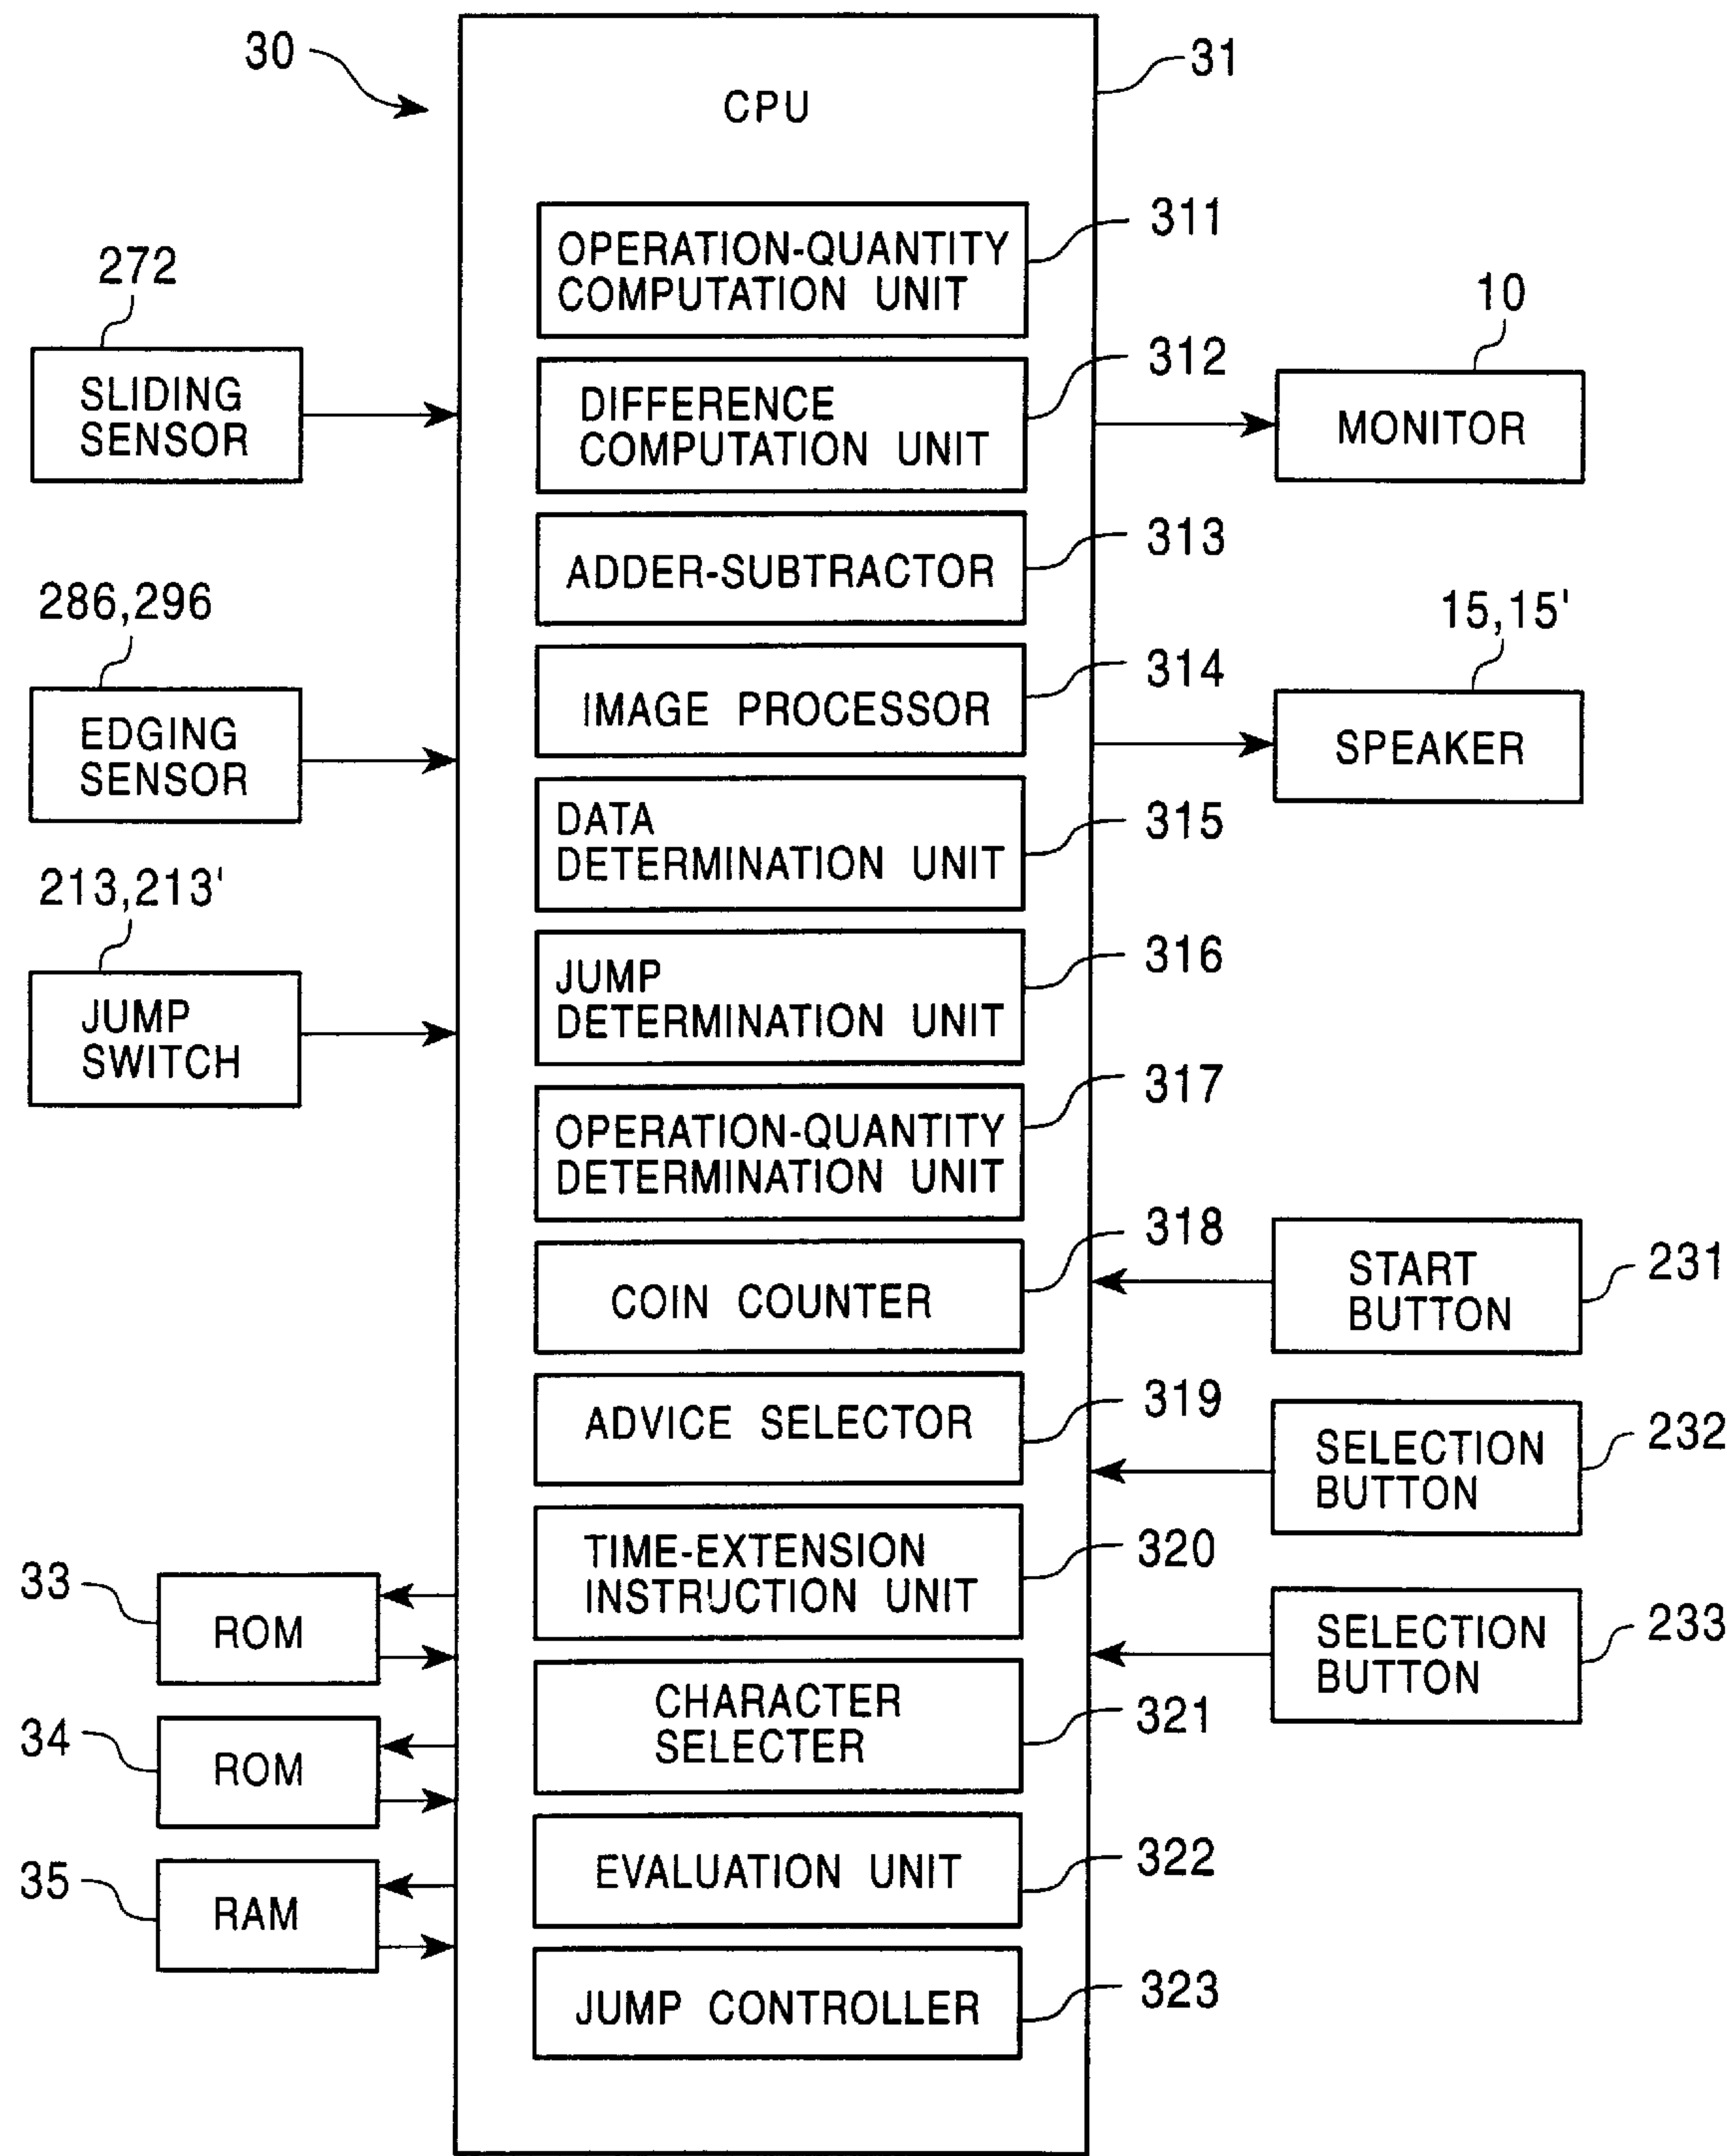 30
31
CPU
OPERATION-QUANTITY
COMPUTATION UNIT
311
DIFFERENCE
COMPUTATION UNIT
312
ADDER-SUBTRACTOR
313
IMAGE PROCESSOR
314
DATA
DETERMINATION UNIT
315
JUMP
DETERMINATION UNIT
316
OPERATION-QUANTITY
DETERMINATION UNIT
317
COIN COUNTER
318
ADVICE SELECTOR
319
TIME-EXTENSION
INSTRUCTION UNIT
320
CHARACTER
SELECTER
321
EVALUATION UNIT
322
JUMP CONTROLLER
323
272
SLIDING
SENSOR
286,296
EDGING
SENSOR
213,213'
JUMP
SWITCH
33
ROM
34
ROM
35
RAM
10
MONITOR
15,15'
SPEAKER
START
BUTTON
231
SELECTION
BUTTON
232
SELECTION
BUTTON
233